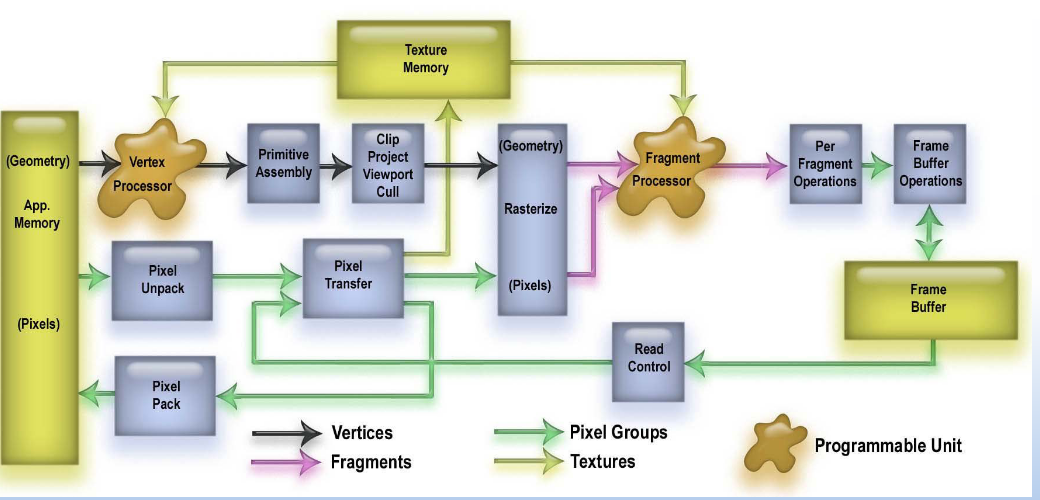 Texture
Memory
(Geometry)
App.
Memory
(Pixels)
Vertex
Processor
Primitive
Assembly
Clip
Project
Viewport
Cull
(Geometry)
Rasterize
(Pixels)
Fragment
Processor
Per
Fragment
Operations
Frame
Buffer
Operations
Pixel
Unpack
Pixel
Transfer
Frame
Buffer
Pixel
Pack
Read
Control
Vertices
Fragments
Pixel Groups
Textures
Programmable Unit